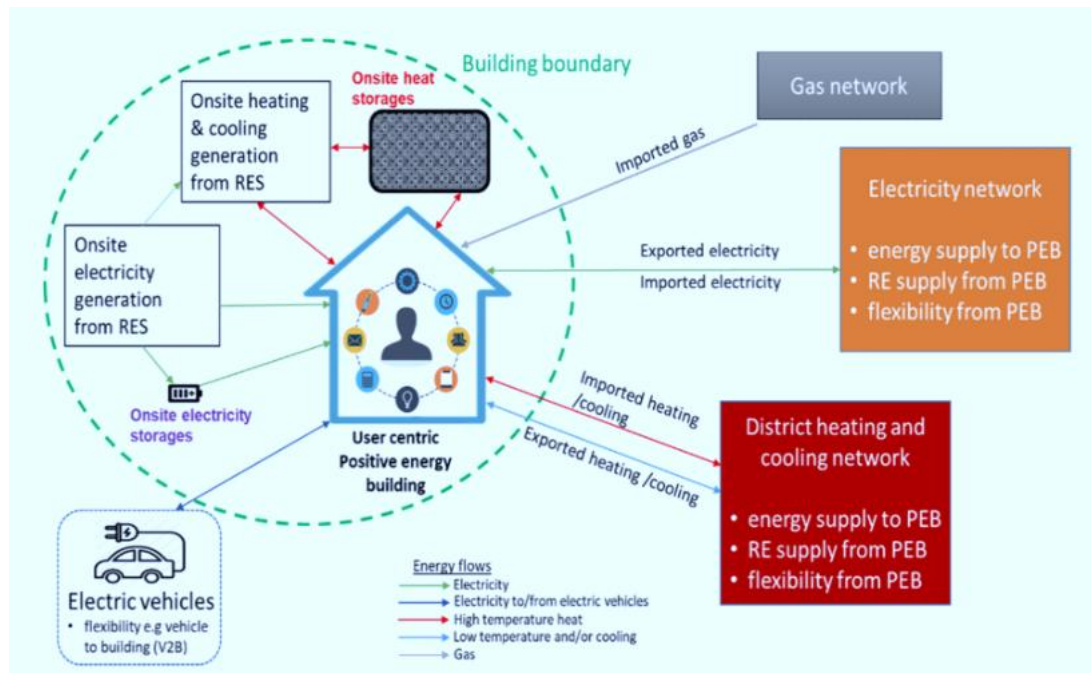 Building boundary
Onsite heat
storages
Onsite heating
& cooling
generation
from RES
Gas network
Imported gas
Electricity network
• energy supply to PEB
• RE supply from PEB
• flexibility from PEB
Onsite
electricity
generation
from RES
Exported electricity
Imported electricity
Onsite electricity
storages
User centric
Positive energy
building
Imported heating
/cooling
Exported heating /cooling
District heating and
cooling network
• energy supply to PEB
• RE supply from PEB
• flexibility from PEB
Electric vehicles
• flexibility e.g vehicle
to building (V2B)
Energy flows
Electricity
Electricity to/from electric vehicles
High temperature heat
Low temperature and/or cooling
Gas